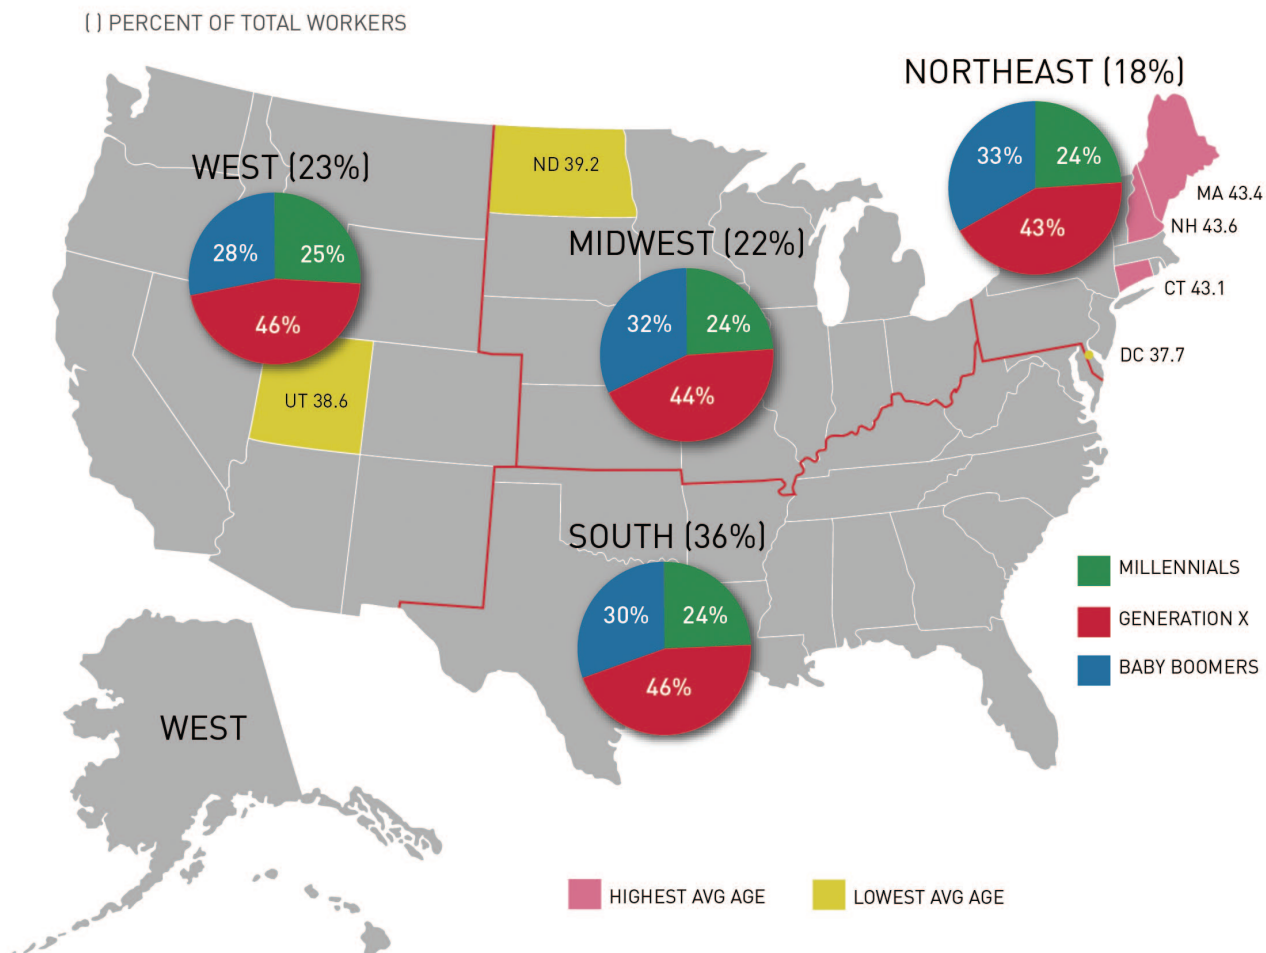 ( ) PERCENT OF TOTAL WORKERS
NORTHEAST (18%)
33%
24%
43%
WEST (23%)
28%
25%
46%
ND 39.2
MA 43.4
NH 43.6
CT 43.1
DC 37.7
MIDWEST (22%)
32%
24%
44%
UT 38.6
SOUTH (36%)
30%
24%
46%
MILLENNIALS
GENERATION X
BABY BOOMERS
WEST
HIGHEST AVG AGE
LOWEST AVG AGE